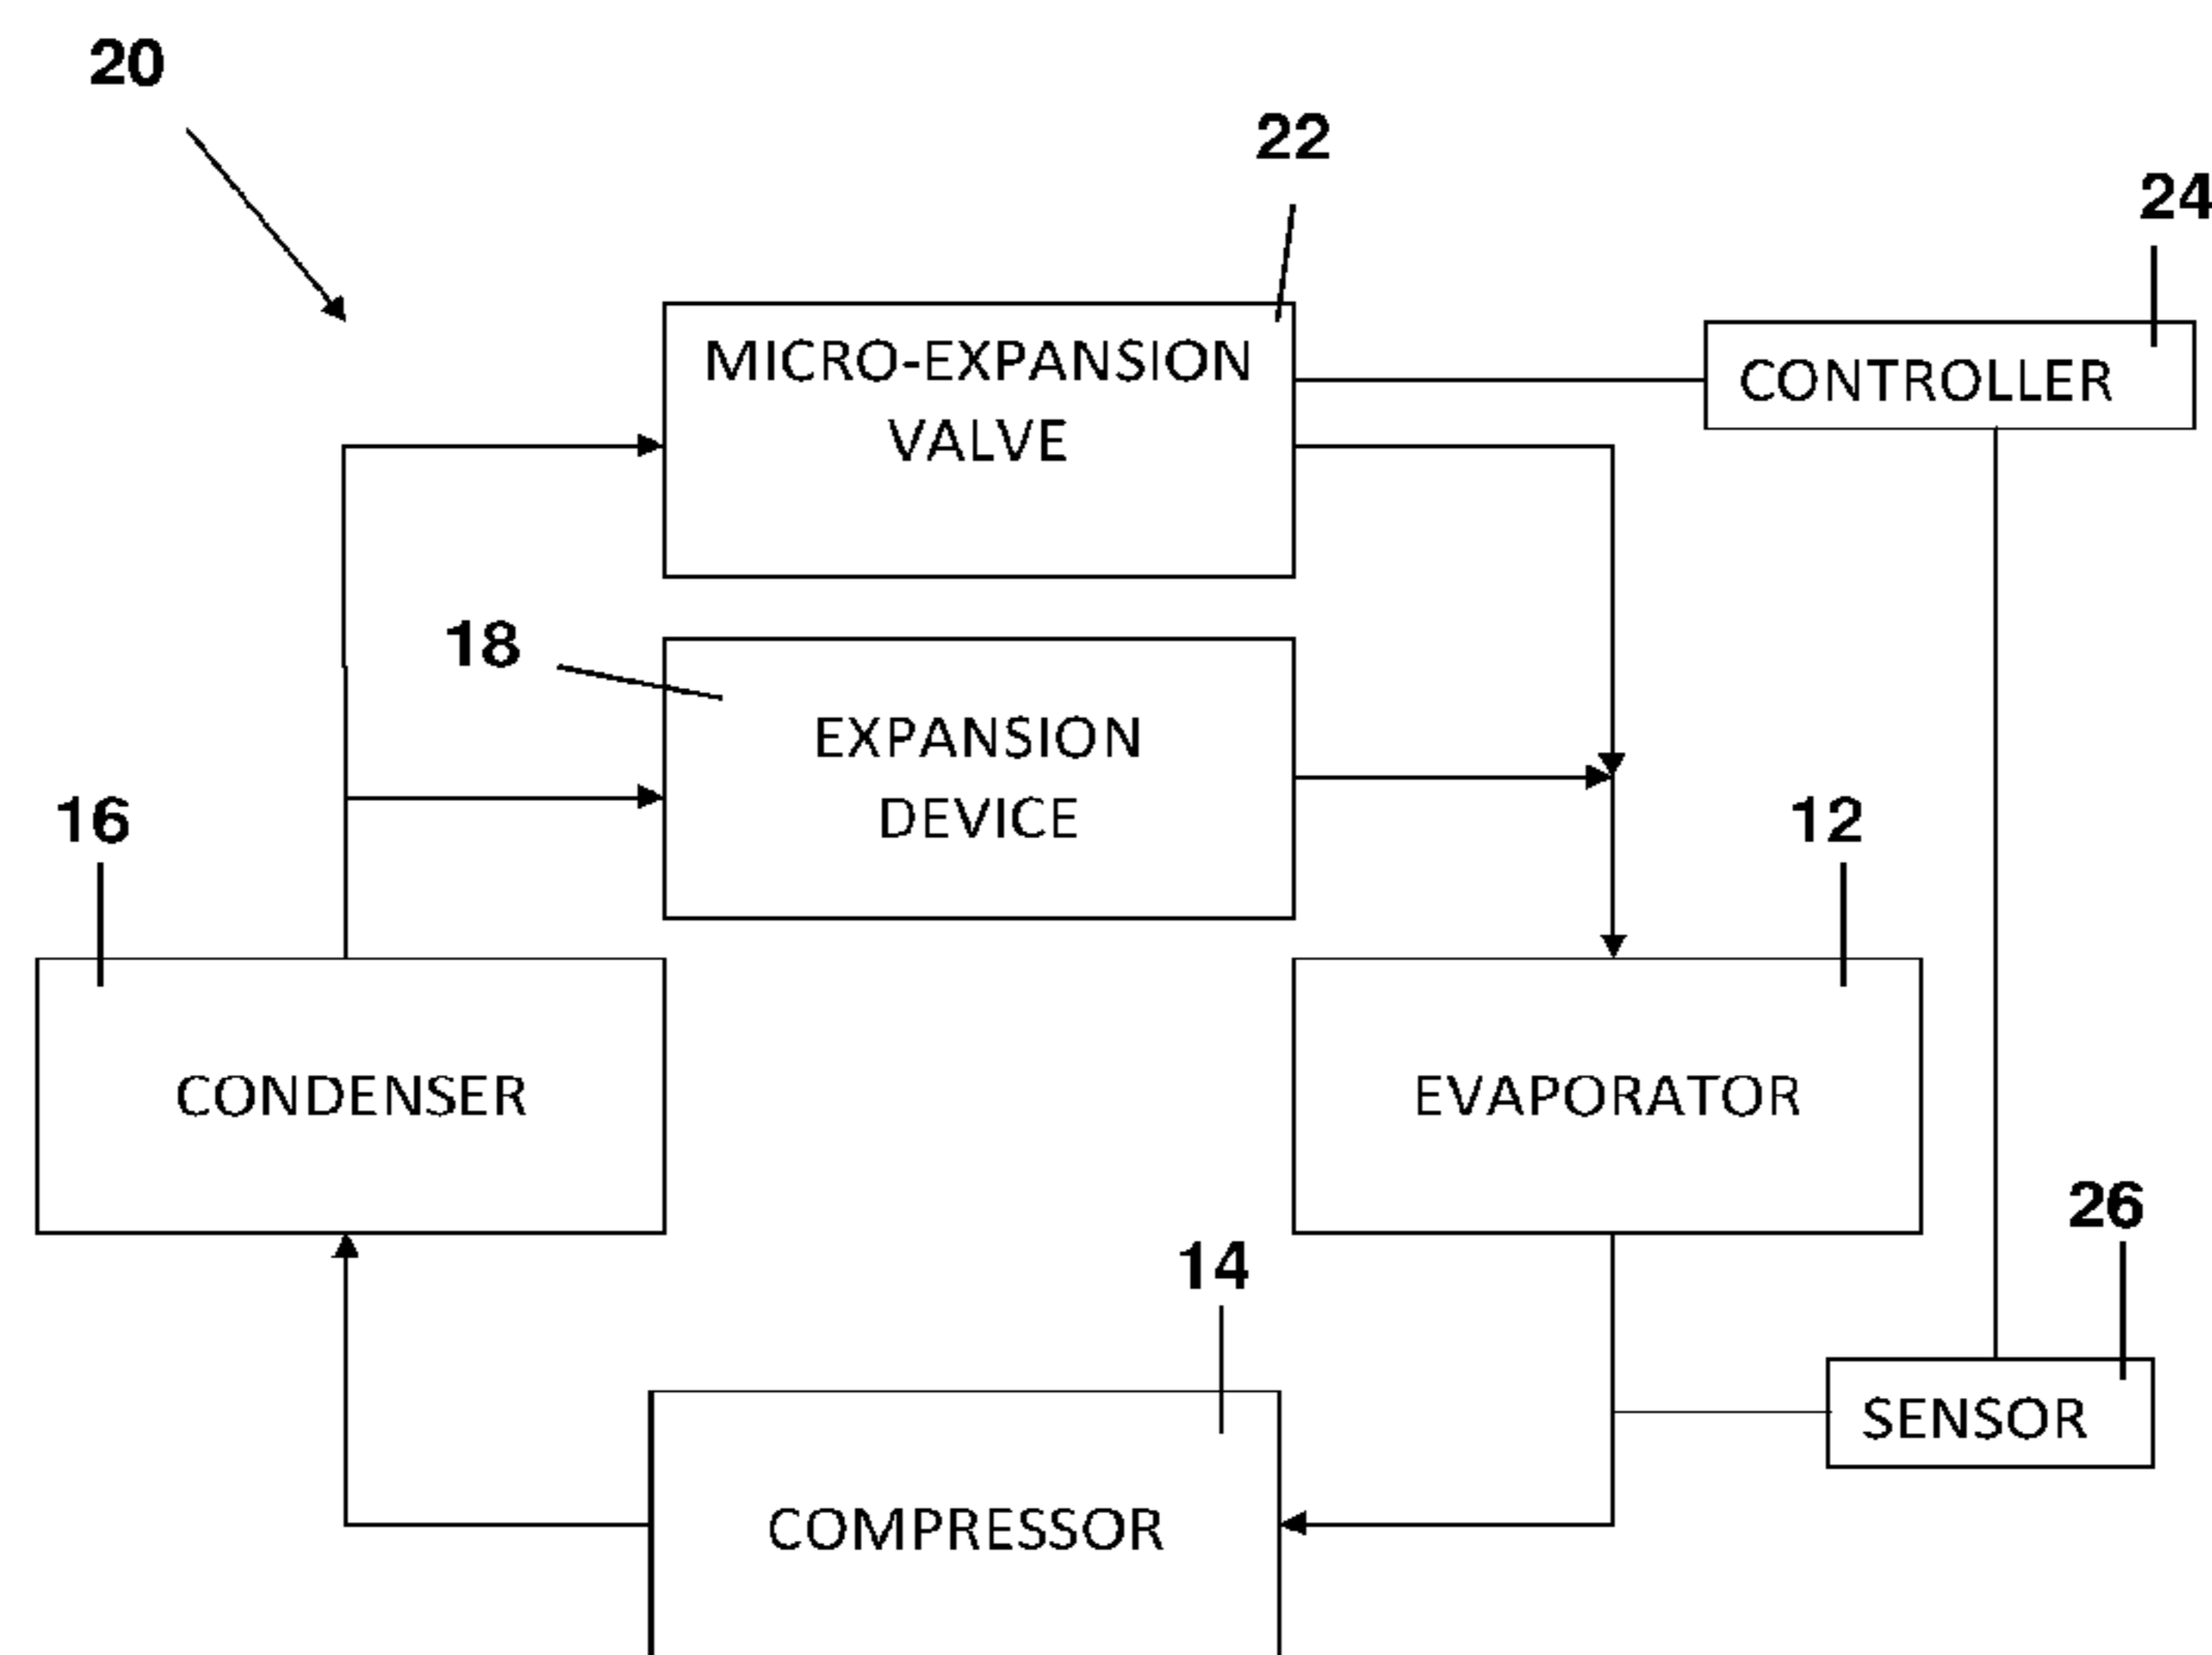 20
22
24
MICRO-EXPANSION
VALVE
CONTROLLER
18
EXPANSION
DEVICE
16
12
CONDENSER
EVAPORATOR
26
14
SENSOR
COMPRESSOR